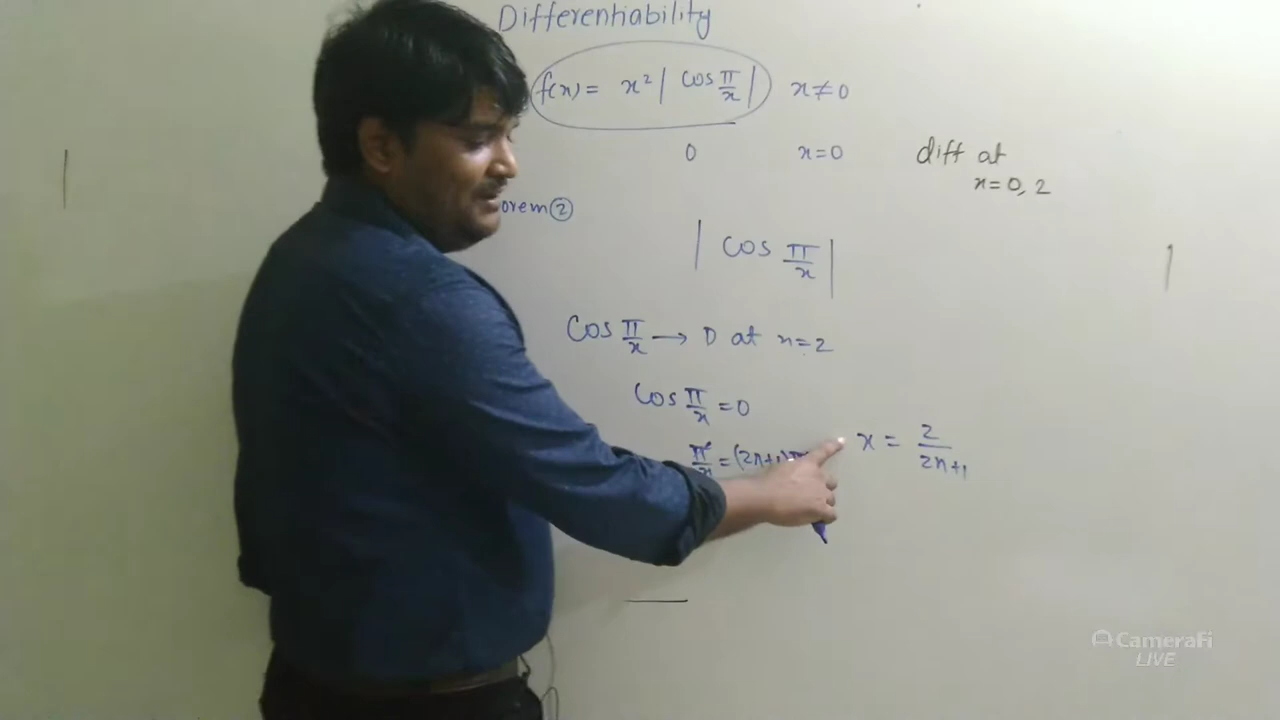 Differentiability
f(x) = x² | cos π/x | x ≠ 0
0 x=0
diff at
x=0, 2
orem ②
| cos π/x |
Cos π/x → D at x=2
Cos π/x = 0
π/x = (2n+1)π
x = 2/2n+1
CameraFi
LIVE